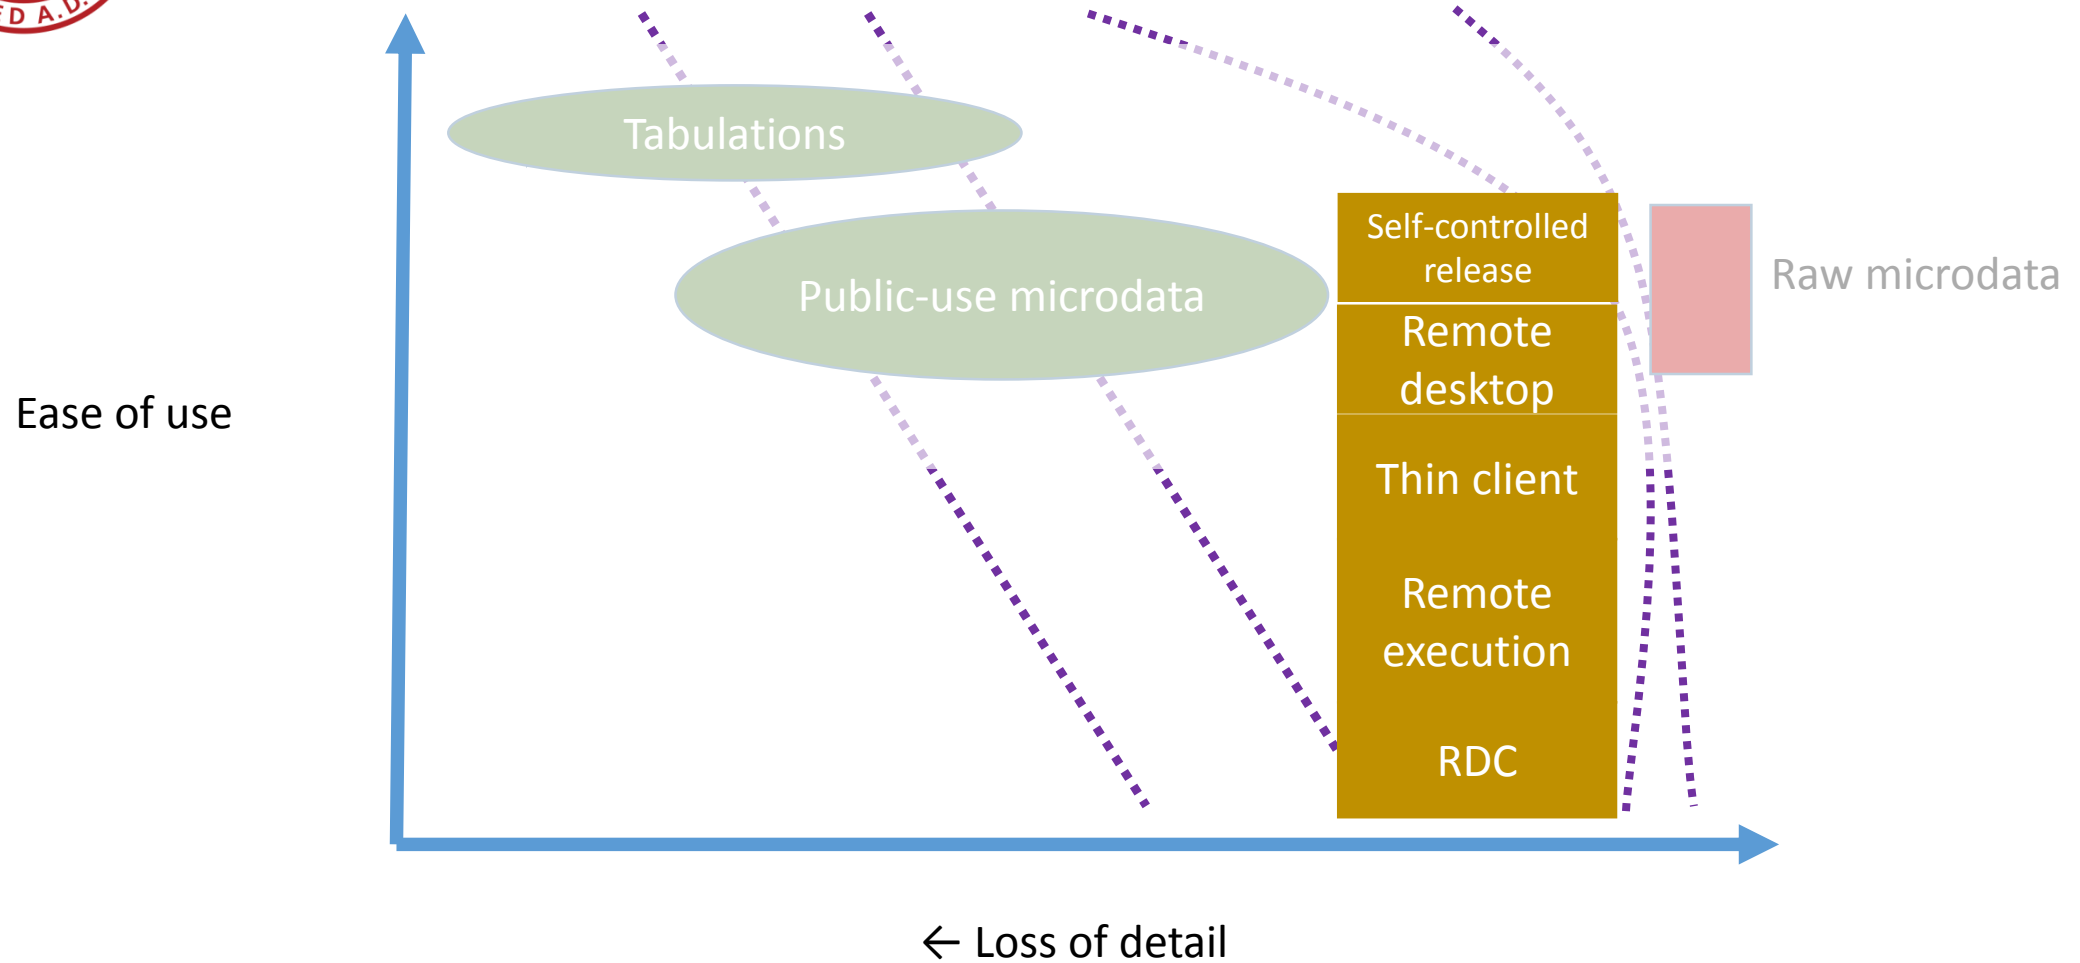 ED A.D.
Tabulations
Self-controlled
release
Public-use microdata
Raw microdata
Remote
desktop
Ease of use
Thin client
Remote
execution
RDC
← Loss of detail